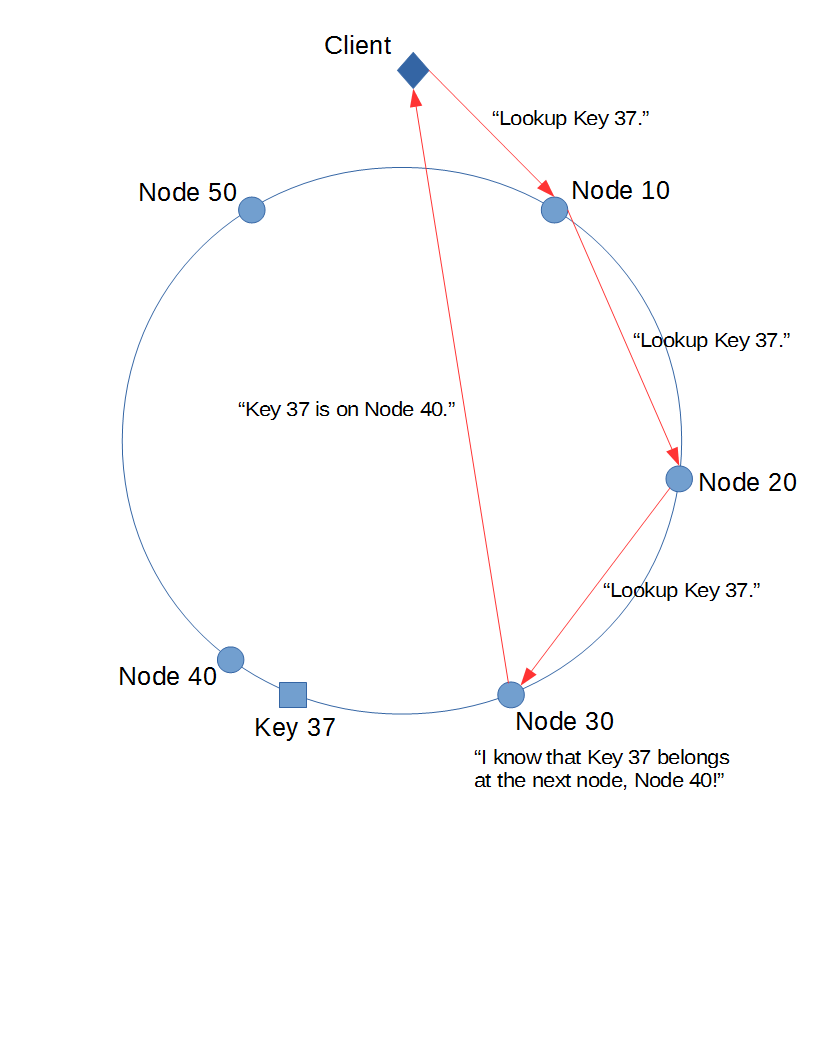 Client
“Lookup Key 37.”
Node 50
Node 10
“Lookup Key 37.”
“Key 37 is on Node 40.”
Node 20
“Lookup Key 37.”
Node 40
Key 37
Node 30
“I know that Key 37 belongs
at the next node, Node 40!”